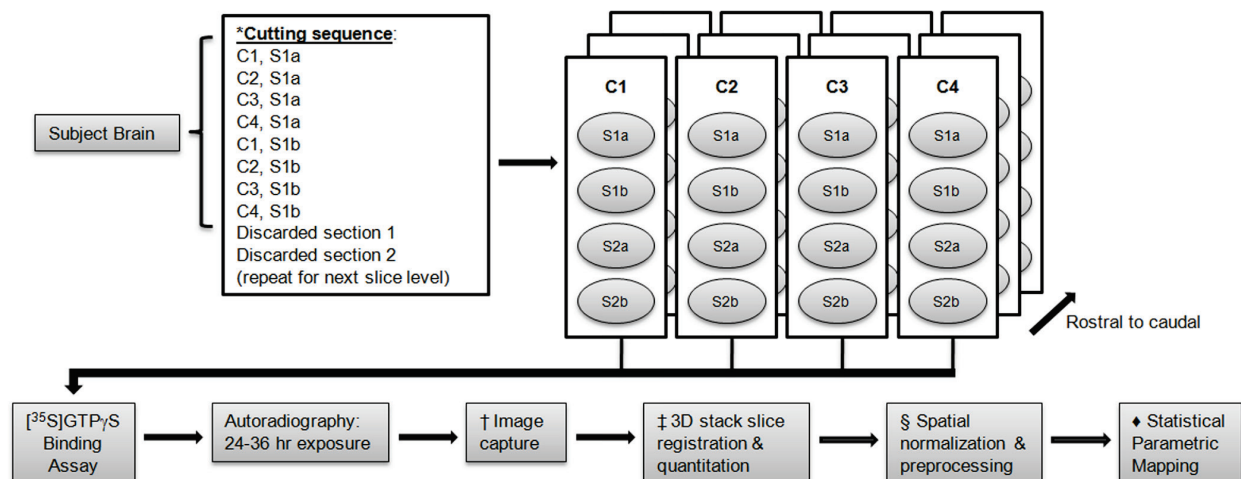 Subject Brain
*Cutting sequence:
C1, S1a
C2, S1a
C3, S1a
C4, S1a
C1, S1b
C2, S1b
C3, S1b
C4, S1b
Discarded section 1
Discarded section 2
(repeat for next slice level)
C1
S1a
S1b
S2a
S2b
C2
S1a
S1b
S2a
S2b
C3
S1a
S1b
S2a
S2b
C4
S1a
S1b
S2a
S2b
Rostral to caudal
[³⁵S]GTPγS
Binding
Assay
Autoradiography:
24-36 hr exposure
† Image
capture
‡ 3D stack slice
registration &
quantitation
§ Spatial
normalization &
preprocessing
♦ Statistical
Parametric
Mapping